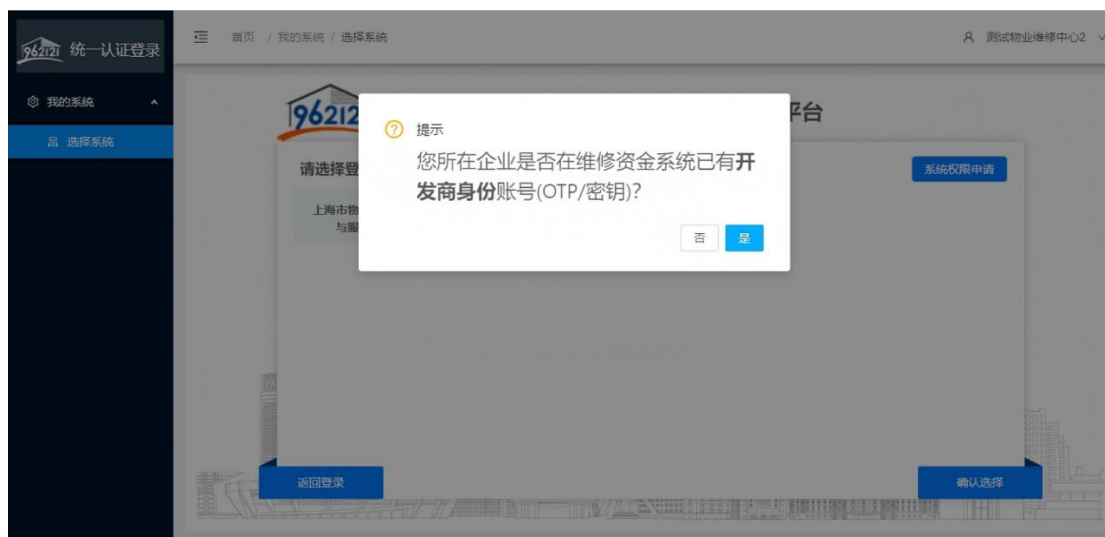 962121 统一认证登录
首页 / 我的系统 / 选择系统
测试物业维修中心2
我的系统
选择系统
96212
平台
提示
您所在企业是否在维修资金系统已有开
发商身份账号(OTP/密钥)?
否 是
请选择登
系统权限申请
上海市物
与服
返回登录
确认选择